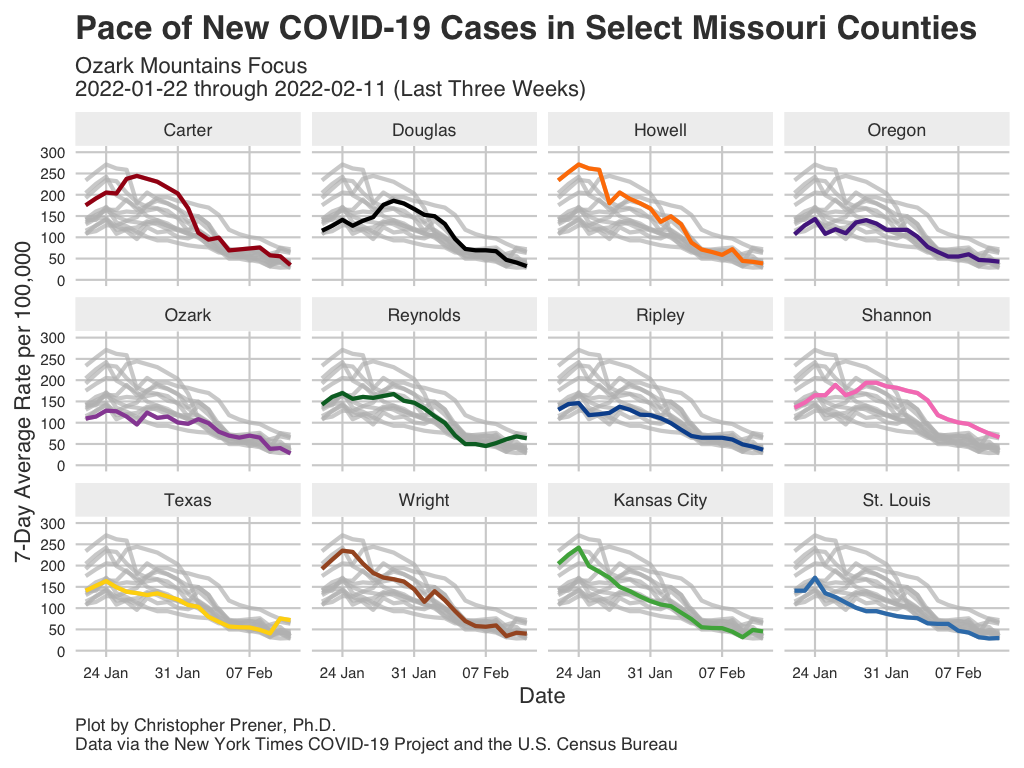 Pace of New COVID-19 Cases in Select Missouri Counties
Ozark Mountains Focus
2022-01-22 through 2022-02-11 (Last Three Weeks)
7-Day Average Rate per 100,000
Carter Douglas Howell Oregon
300
250
200
150
100
50
0
Ozark Reynolds Ripley Shannon
300
250
200
150
100
50
0
Texas Wright Kansas City St. Louis
300
250
200
150
100
50
0
24 Jan 31 Jan 07 Feb 24 Jan 31 Jan 07 Feb 24 Jan 31 Jan 07 Feb 24 Jan 31 Jan 07 Feb
Date
Plot by Christopher Prener, Ph.D.
Data via the New York Times COVID-19 Project and the U.S. Census Bureau